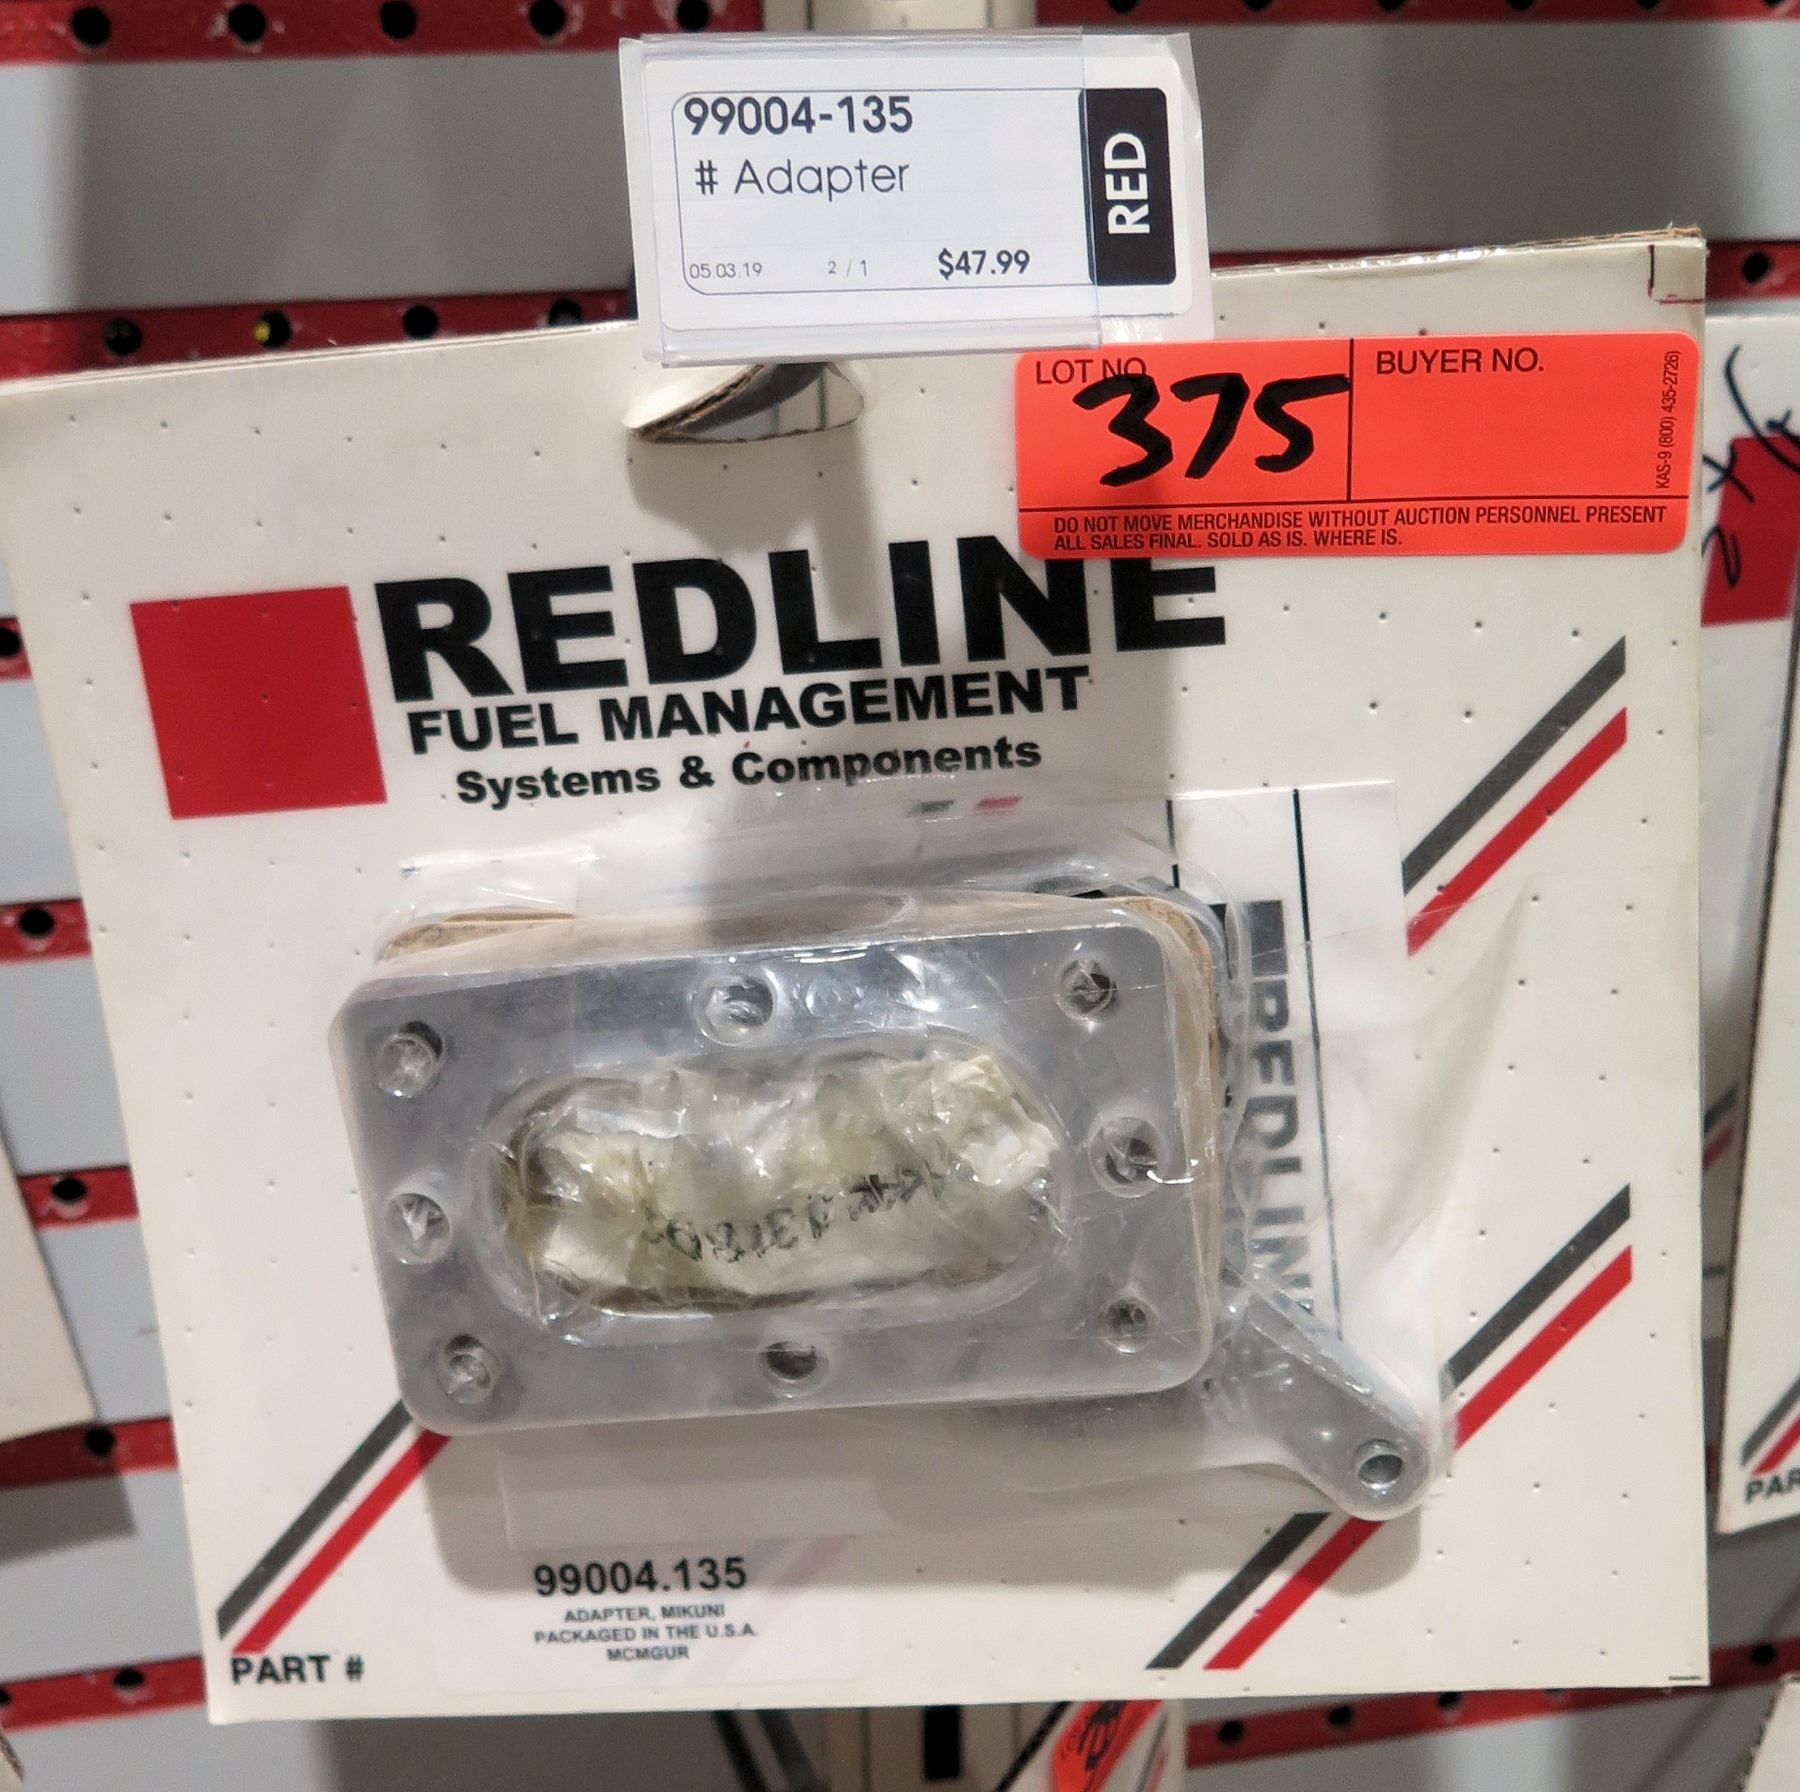 99004-135
# Adapter
05.03.19 2 / 1 $47.99
RED
LOT NO.
375
BUYER NO.
KAS-9 (800) 435-2726)
DO NOT MOVE MERCHANDISE WITHOUT AUCTION PERSONNEL PRESENT
ALL SALES FINAL. SOLD AS IS. WHERE IS.
REDLINE
FUEL MANAGEMENT
Systems & Components
REDLINE
99004.135
ADAPTER, MIKUNI
PACKAGED IN THE U.S.A.
MCMGUR
PART #